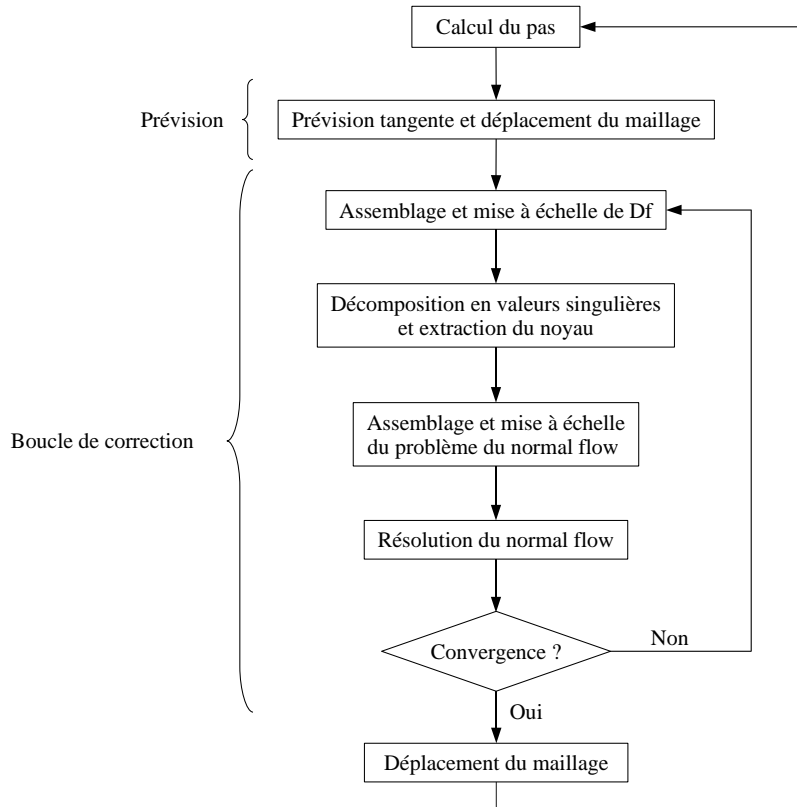 Calcul du pas
Prévision
Prévision tangente et déplacement du maillage
Assemblage et mise à échelle de Df
Décomposition en valeurs singulières
et extraction du noyau
Boucle de correction
Assemblage et mise à échelle
du problème du normal flow
Résolution du normal flow
Convergence ?
Non
Oui
Déplacement du maillage